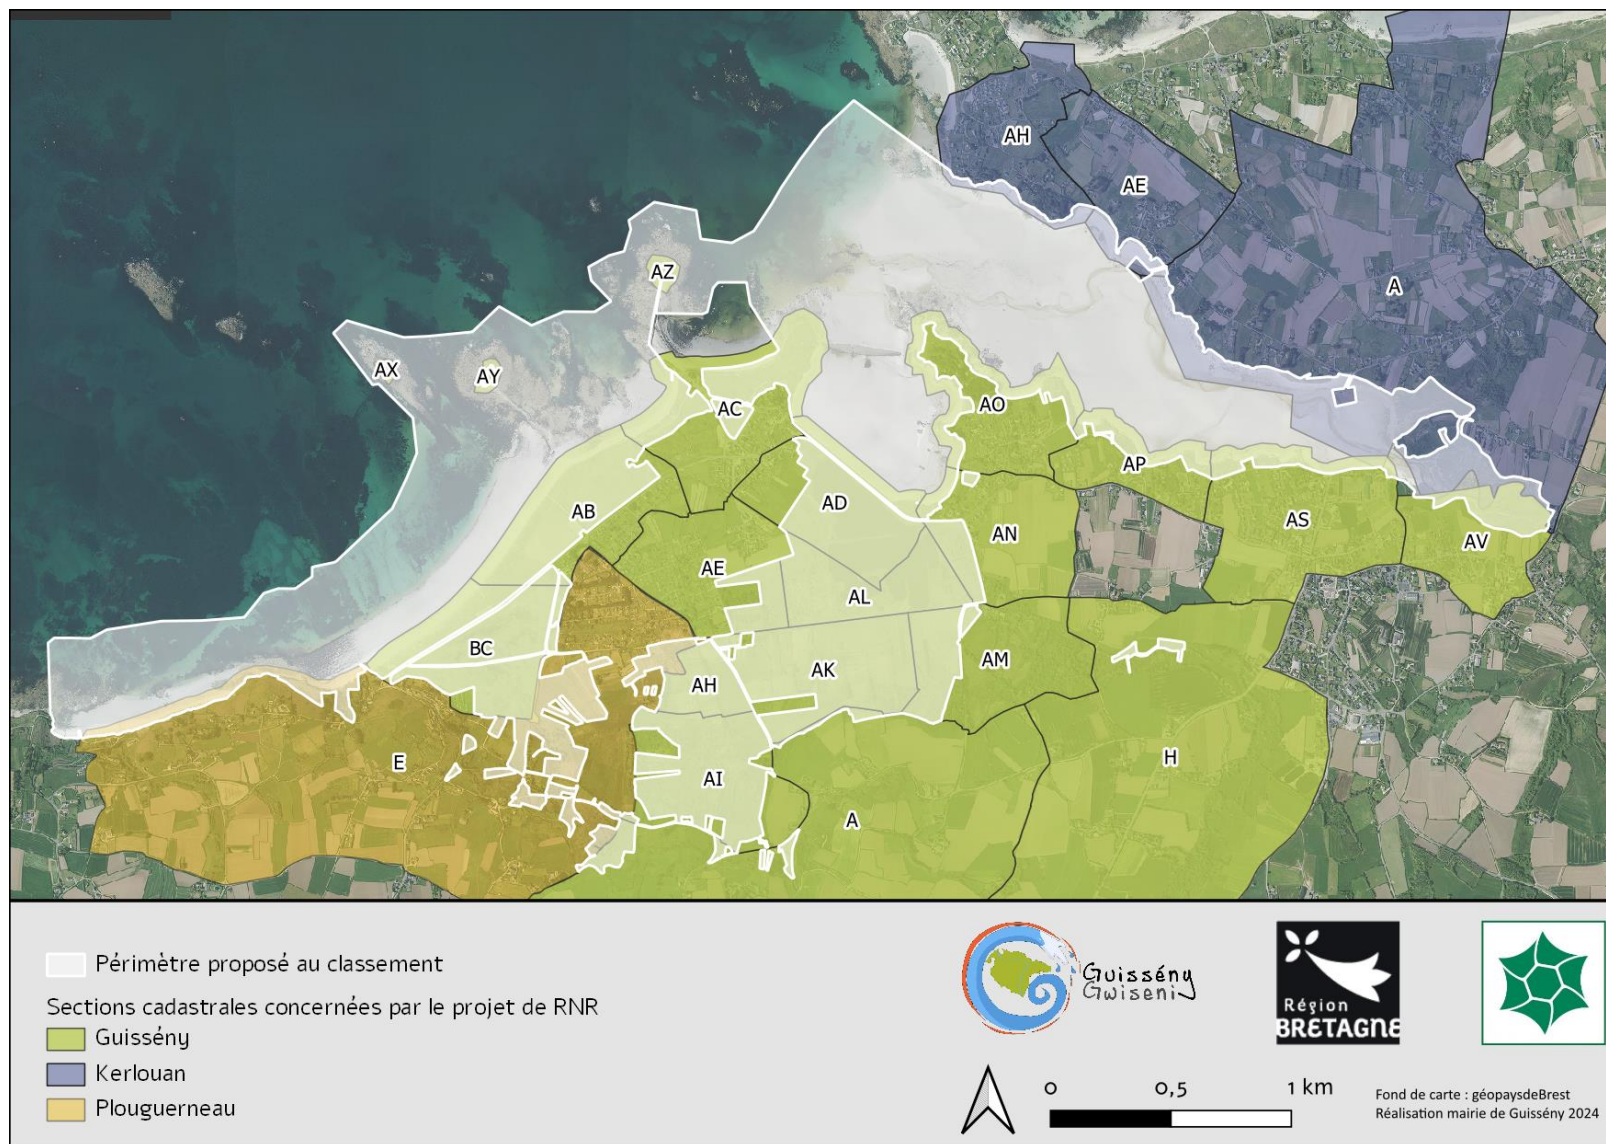 AH
AE
AZ
A
AX
AY
AC
AO
AB
AD
AP
AN
AS
AV
AE
AL
BC
AH
AK
AM
E
AI
A
H
Périmètre proposé au classement
Sections cadastrales concernées par le projet de RNR
Guissény
Kerlouan
Plouguerneau
Guissény
Gwiseni
Région
BRETAGNE
0 0,5 1 km
Fond de carte : géopaysdeBrest
Réalisation mairie de Guissény 2024